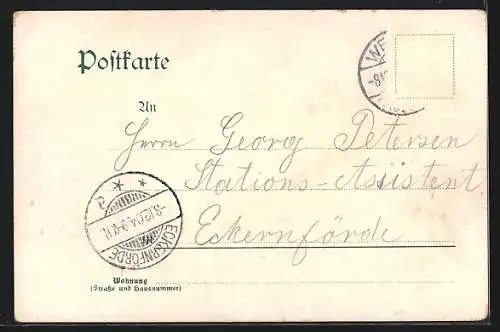 Postkarte
An
Herrn Georg Petersen
Stations-Assistent
Eckernförde
ECKERNFÖRDE
Wohnung
(Straße und Hausnummer)